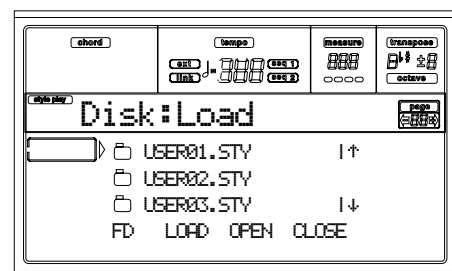 chord tempo measure transpose
ext seq 1
link seq 2
octave
style play
Disk:Load
page
USER01.STY
USER02.STY
USER03.STY
FD LOAD OPEN CLOSE